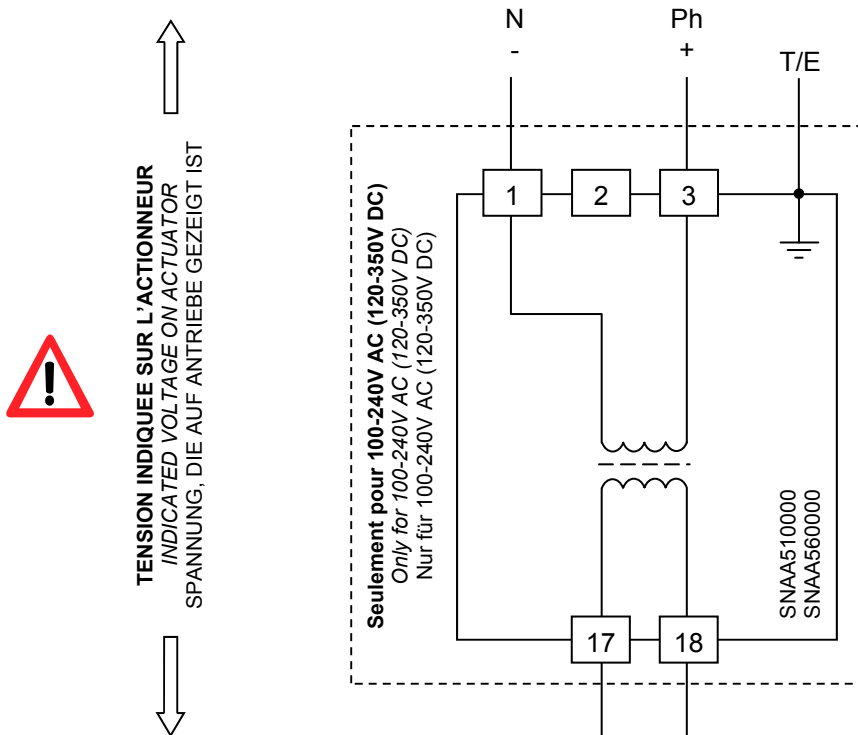 N
-
Ph
+
T/E
TENSION INDIQUEE SUR L'ACTIONNEUR
INDICATED VOLTAGE ON ACTUATOR
SPANNUNG, DIE AUF ANTRIEBE GEZEIGT IST
!
Seulement pour 100-240V AC (120-350V DC)
Only for 100-240V AC (120-350V DC)
Nur für 100-240V AC (120-350V DC)
1
2
3
SNAA510000
SNAA560000
17
18